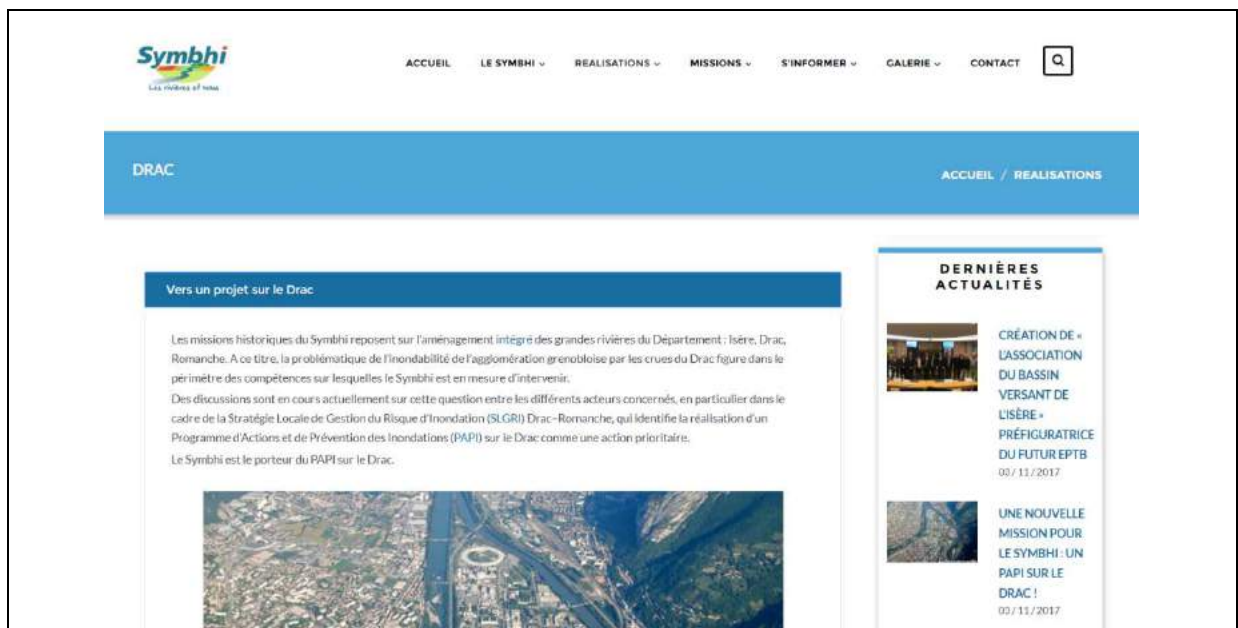 Symbhi
Les rivières et vous
ACCUEIL LE SYMBHI REALISATIONS MISSIONS S'INFORMER GALERIE CONTACT
DRAC
ACCUEIL / REALISATIONS
Vers un projet sur le Drac
Les missions historiques du Symbhi reposent sur l'aménagement intégré des grandes rivières du Département : Isère, Drac,
Romanche. A ce titre, la problématique de l'inondabilité de l'agglomération grenobloise par les crues du Drac figure dans le
périmètre des compétences sur lesquelles le Symbhi est en mesure d'intervenir.
Des discussions sont en cours actuellement sur cette question entre les différents acteurs concernés, en particulier dans le
cadre de la Stratégie Locale de Gestion du Risque d'Inondation (SLGRI) Drac–Romanche, qui identifie la réalisation d'un
Programme d'Actions et de Prévention des Inondations (PAPI) sur le Drac comme une action prioritaire.
Le Symbhi est le porteur du PAPI sur le Drac.
DERNIÈRES
ACTUALITÉS
CRÉATION DE «
L'ASSOCIATION
DU BASSIN
VERSANT DE
L'ISÈRE »
PRÉFIGURATRICE
DU FUTUR EPTB
03/11/2017
UNE NOUVELLE
MISSION POUR
LE SYMBHI : UN
PAPI SUR LE
DRAC !
03/11/2017